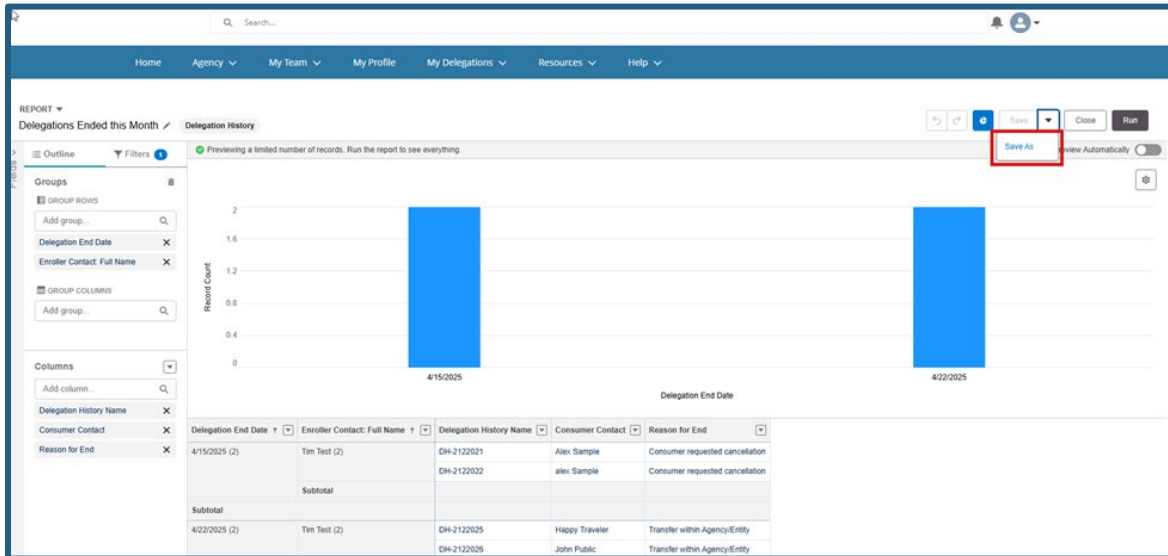 Search...
Home Agency My Team My Profile My Delegations Resources Help
REPORT
Delegations Ended this Month Delegation History
Save Close Run
Save As
Fields
Outline Filters 1
Previewing a limited number of records. Run the report to see everything.
review Automatically
Groups
GROUP ROWS
Add group...
Delegation End Date
Enroller Contact: Full Name
GROUP COLUMNS
Add group...
Columns
Add column...
Delegation History Name
Consumer Contact
Reason for End
Record Count
2
1.6
1.2
0.8
0.4
0
4/15/2025 4/22/2025
Delegation End Date
Delegation End Date Enroller Contact: Full Name Delegation History Name Consumer Contact Reason for End
4/15/2025 (2) Tim Test (2) DH-2122021 Alex Sample Consumer requested cancellation
DH-2122022 alex Sample Consumer requested cancellation
Subtotal
Subtotal
4/22/2025 (2) Tim Test (2) DH-2122025 Happy Traveler Transfer within Agency/Entity
DH-2122026 John Public Transfer within Agency/Entity